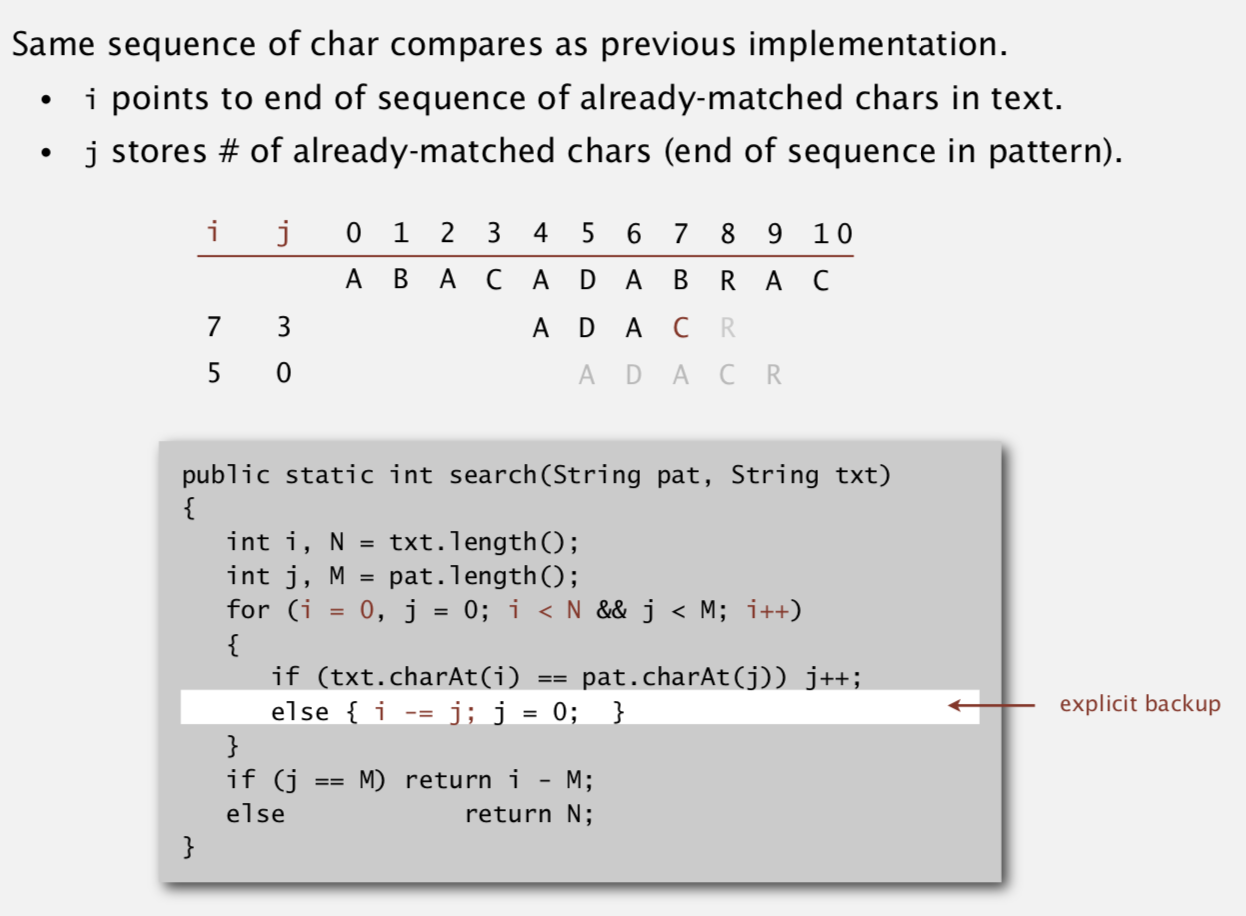 Same sequence of char compares as previous implementation.
• i points to end of sequence of already-matched chars in text.
• j stores # of already-matched chars (end of sequence in pattern).
i j 0 1 2 3 4 5 6 7 8 9 10
A B A C A D A B R A C
7 3 A D A C R
5 0 A D A C R
public static int search(String pat, String txt)
{
int i, N = txt.length();
int j, M = pat.length();
for (i = 0, j = 0; i < N && j < M; i++)
{
if (txt.charAt(i) == pat.charAt(j)) j++;
else { i -= j; j = 0; }
explicit backup
}
if (j == M) return i - M;
else return N;
}